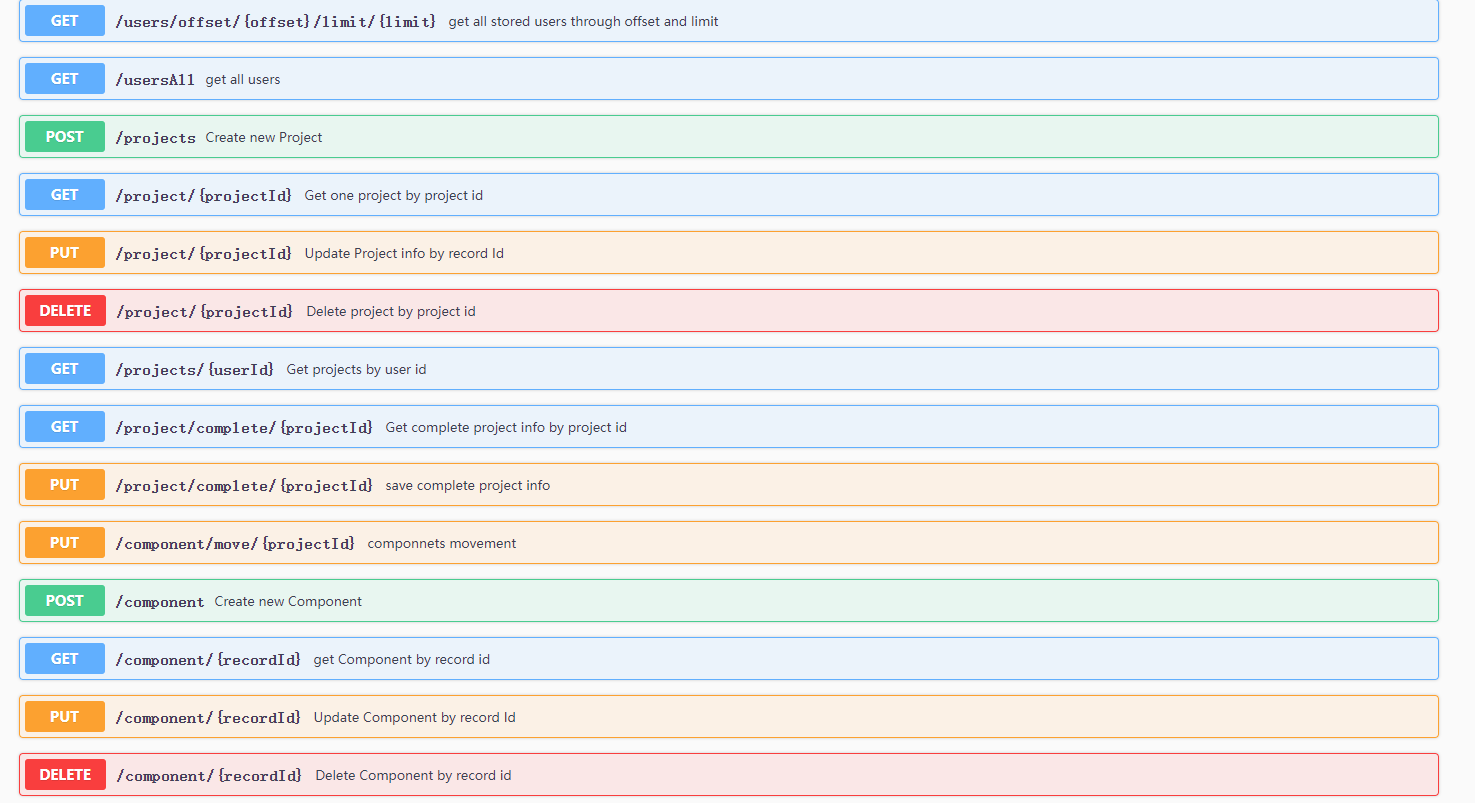 GET /users/offset/{offset}/limit/{limit} get all stored users through offset and limit
GET /usersAll get all users
POST /projects Create new Project
GET /project/{projectId} Get one project by project id
PUT /project/{projectId} Update Project info by record Id
DELETE /project/{projectId} Delete project by project id
GET /projects/{userId} Get projects by user id
GET /project/complete/{projectId} Get complete project info by project id
PUT /project/complete/{projectId} save complete project info
PUT /component/move/{projectId} componnets movement
POST /component Create new Component
GET /component/{recordId} get Component by record id
PUT /component/{recordId} Update Component by record Id
DELETE /component/{recordId} Delete Component by record id